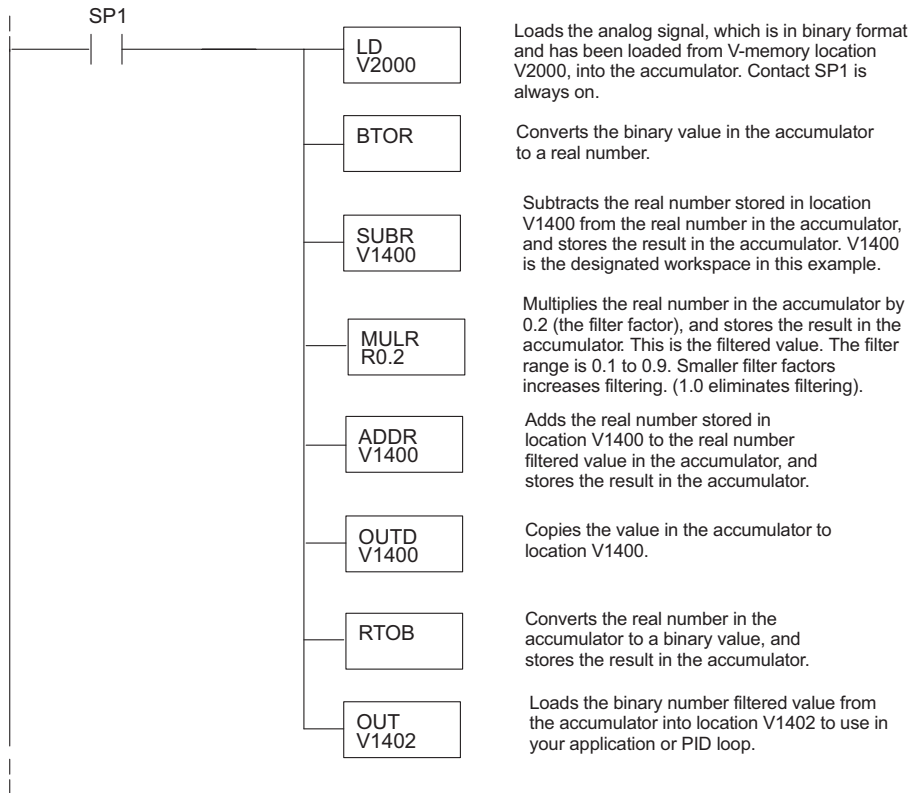 SP1
LD
V2000
Loads the analog signal, which is in binary format
and has been loaded from V-memory location
V2000, into the accumulator. Contact SP1 is
always on.
BTOR
Converts the binary value in the accumulator
to a real number.
SUBR
V1400
Subtracts the real number stored in location
V1400 from the real number in the accumulator,
and stores the result in the accumulator. V1400
is the designated workspace in this example.
MULR
R0.2
Multiplies the real number in the accumulator by
0.2 (the filter factor), and stores the result in the
accumulator. This is the filtered value. The filter
range is 0.1 to 0.9. Smaller filter factors
increases filtering. (1.0 eliminates filtering).
ADDR
V1400
Adds the real number stored in
location V1400 to the real number
filtered value in the accumulator, and
stores the result in the accumulator.
OUTD
V1400
Copies the value in the accumulator to
location V1400.
RTOB
Converts the real number in the
accumulator to a binary value, and
stores the result in the accumulator.
OUT
V1402
Loads the binary number filtered value from
the accumulator into location V1402 to use in
your application or PID loop.